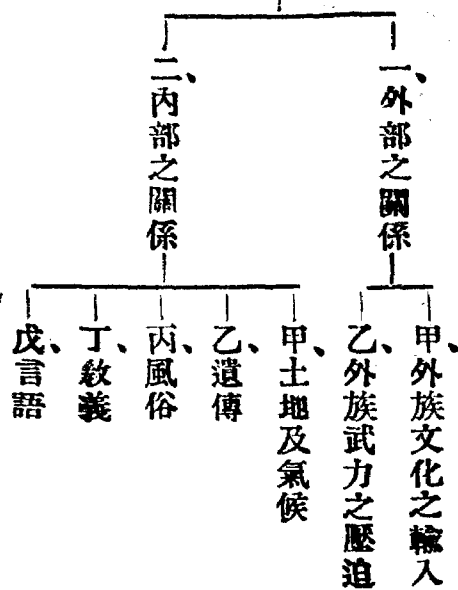 一、外部之關係
甲、外族文化之輸入
乙、外族武力之壓迫
二、內部之關係
甲、土地及氣候
乙、遺傳
丙、風俗
丁、敎義
戊、言語